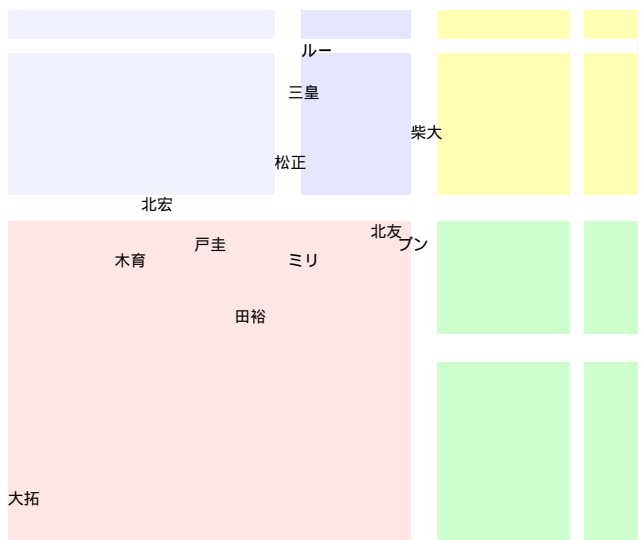 ルー
三皇
柴大
松正
北宏
北友
戸圭
ブン
木育
ミリ
田裕
大拓